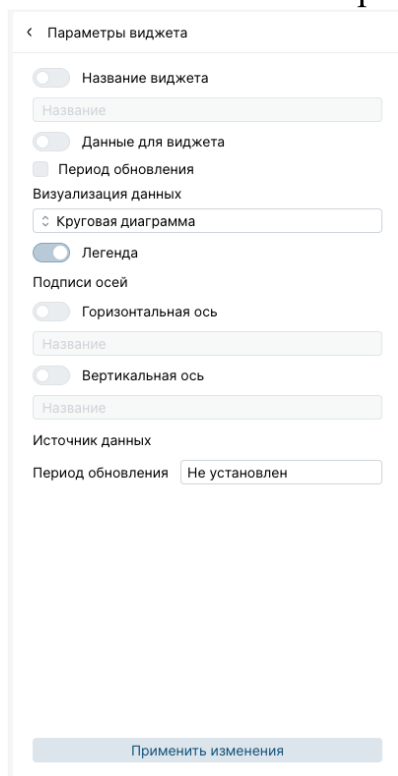 Параметры виджета
Название виджета
Название
Данные для виджета
Период обновления
Визуализация данных
Круговая диаграмма
Легенда
Подписи осей
Горизонтальная ось
Название
Вертикальная ось
Название
Источник данных
Период обновления Не установлен
Применить изменения